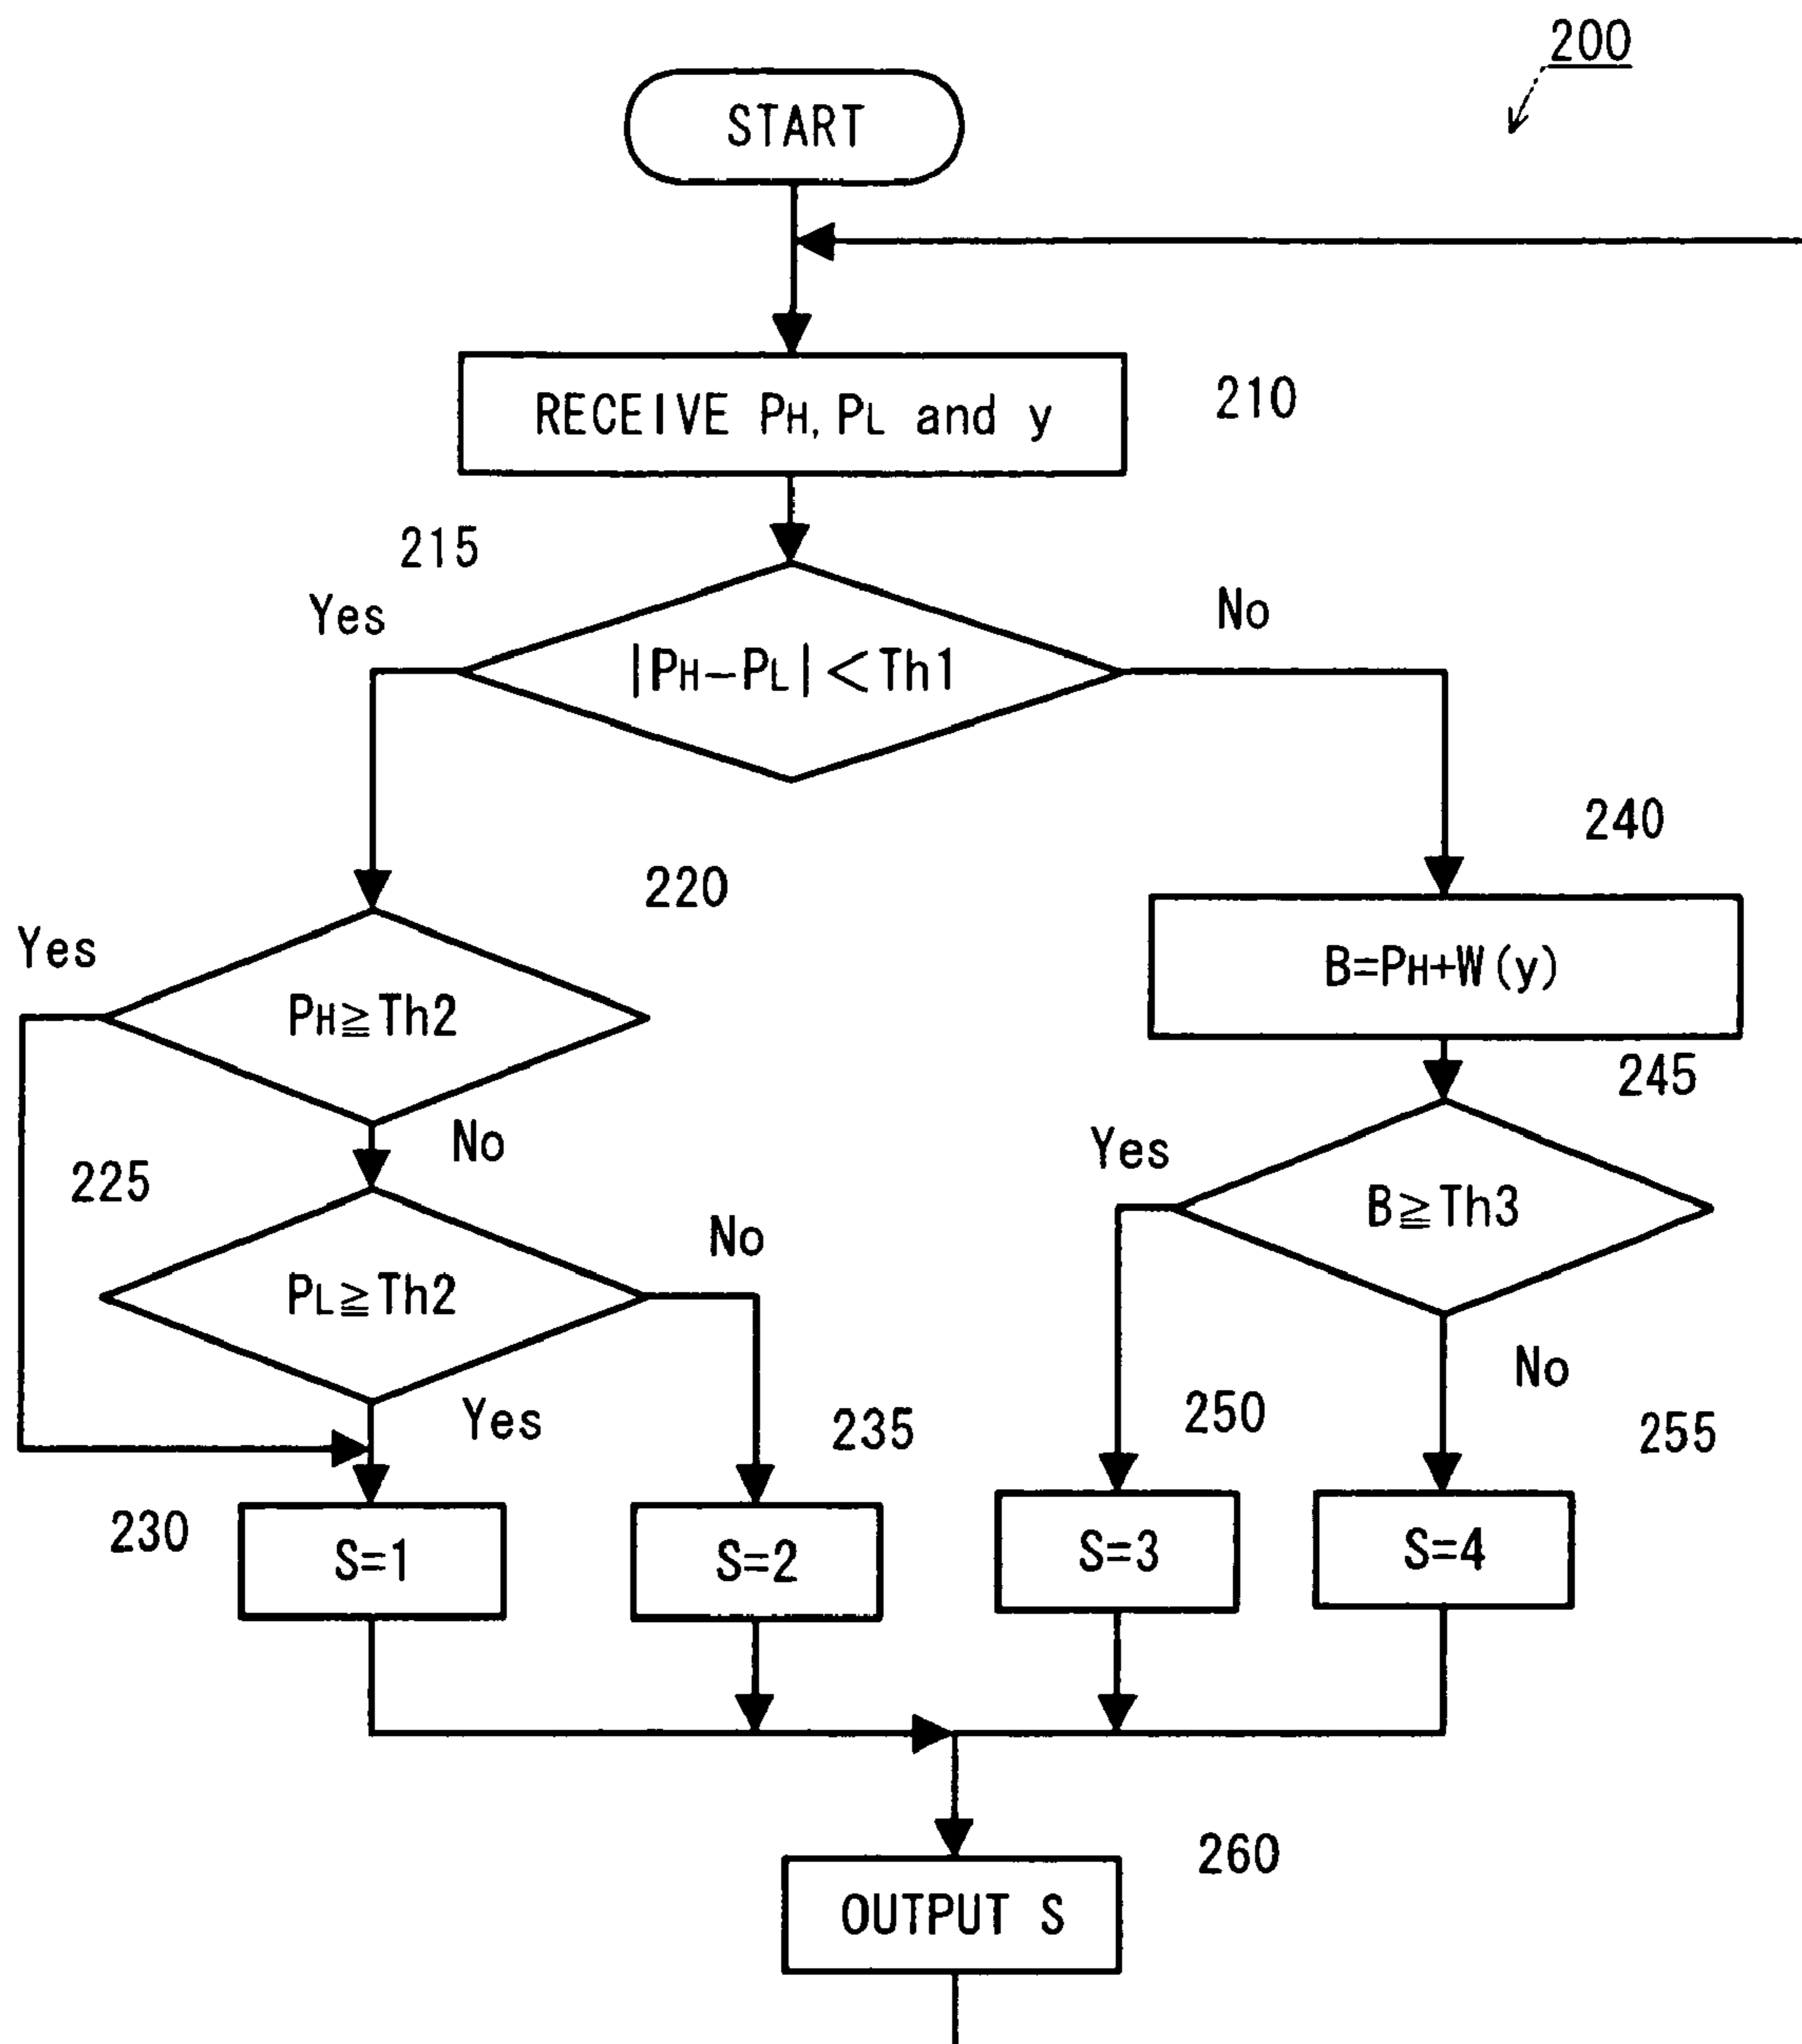 200
START
RECEIVE PH, PL and y
210
215
Yes
No
|PH−PL|<Th1
240
220
Yes
PH≧Th2
B=PH+W(y)
245
No
Yes
225
No
B≧Th3
PL≧Th2
No
Yes
235
250
255
230
S=1
S=2
S=3
S=4
260
OUTPUT S